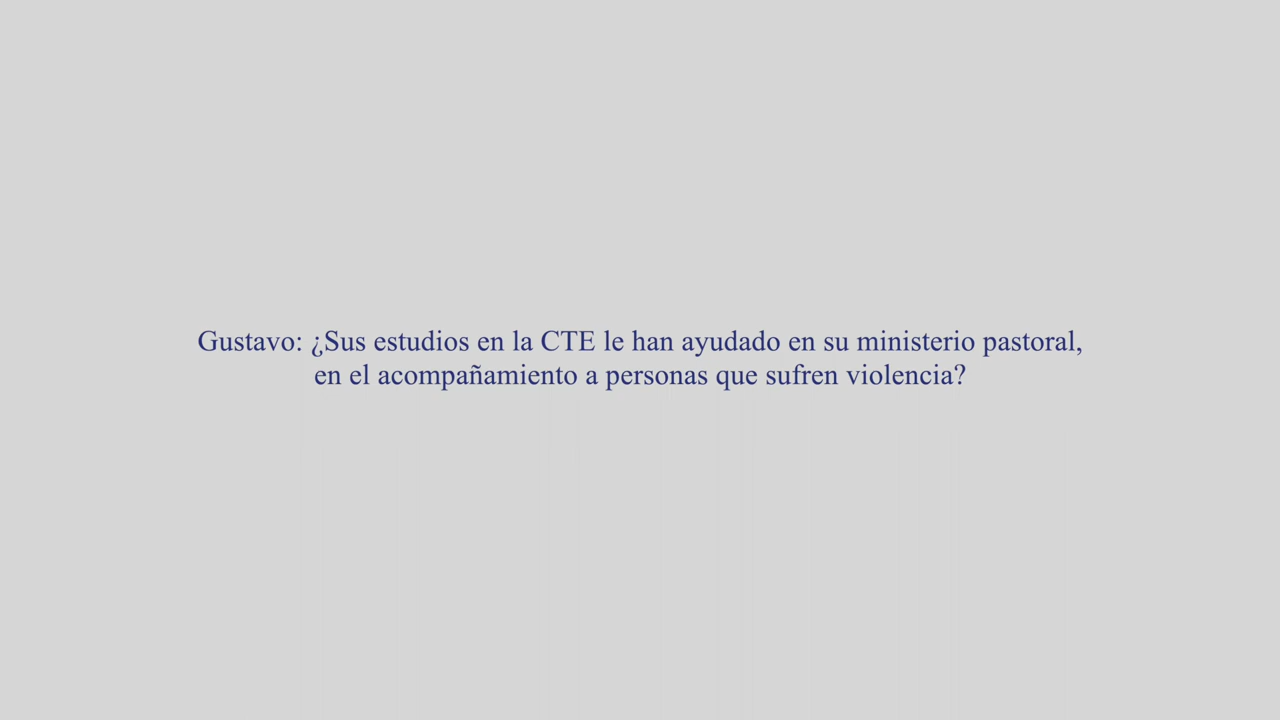 Gustavo: ¿Sus estudios en la CTE le han ayudado en su ministerio pastoral,
en el acompañamiento a personas que sufren violencia?